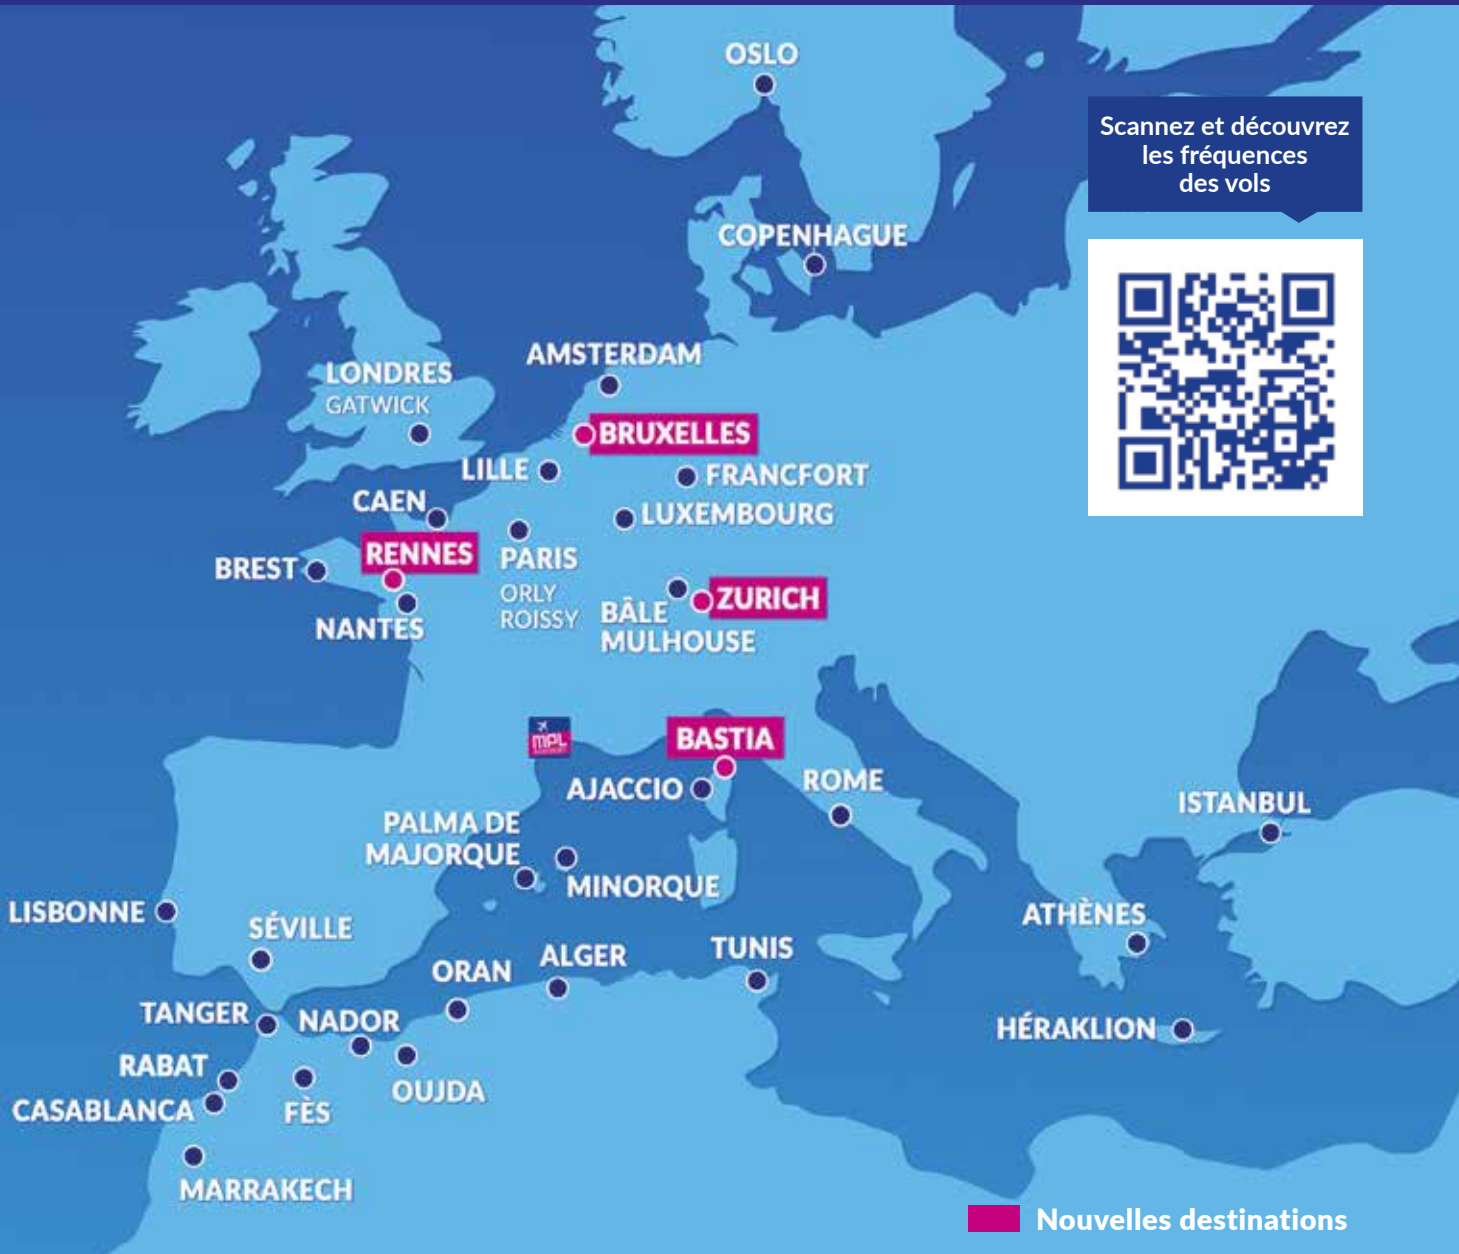 OSLO
Scannez et découvrez
les fréquences
des vols
COPENHAGUE
AMSTERDAM
LONDRES
GATWICK
BRUXELLES
LILLE
FRANCFORT
CAEN
LUXEMBOURG
RENNES
PARIS
ORLY
ROISSY
BREST
NANTES
ZURICH
BÂLE
MULHOUSE
MPL
BASTIA
AJACCIO
ROME
ISTANBUL
PALMA DE
MAJORQUE
MINORQUE
LISBONNE
SÉVILLE
ATHÈNES
ORAN
ALGER
TUNIS
TANGER
NADOR
HÉRAKLION
RABAT
OUJDA
CASABLANCA
FÈS
MARRAKECH
Nouvelles destinations